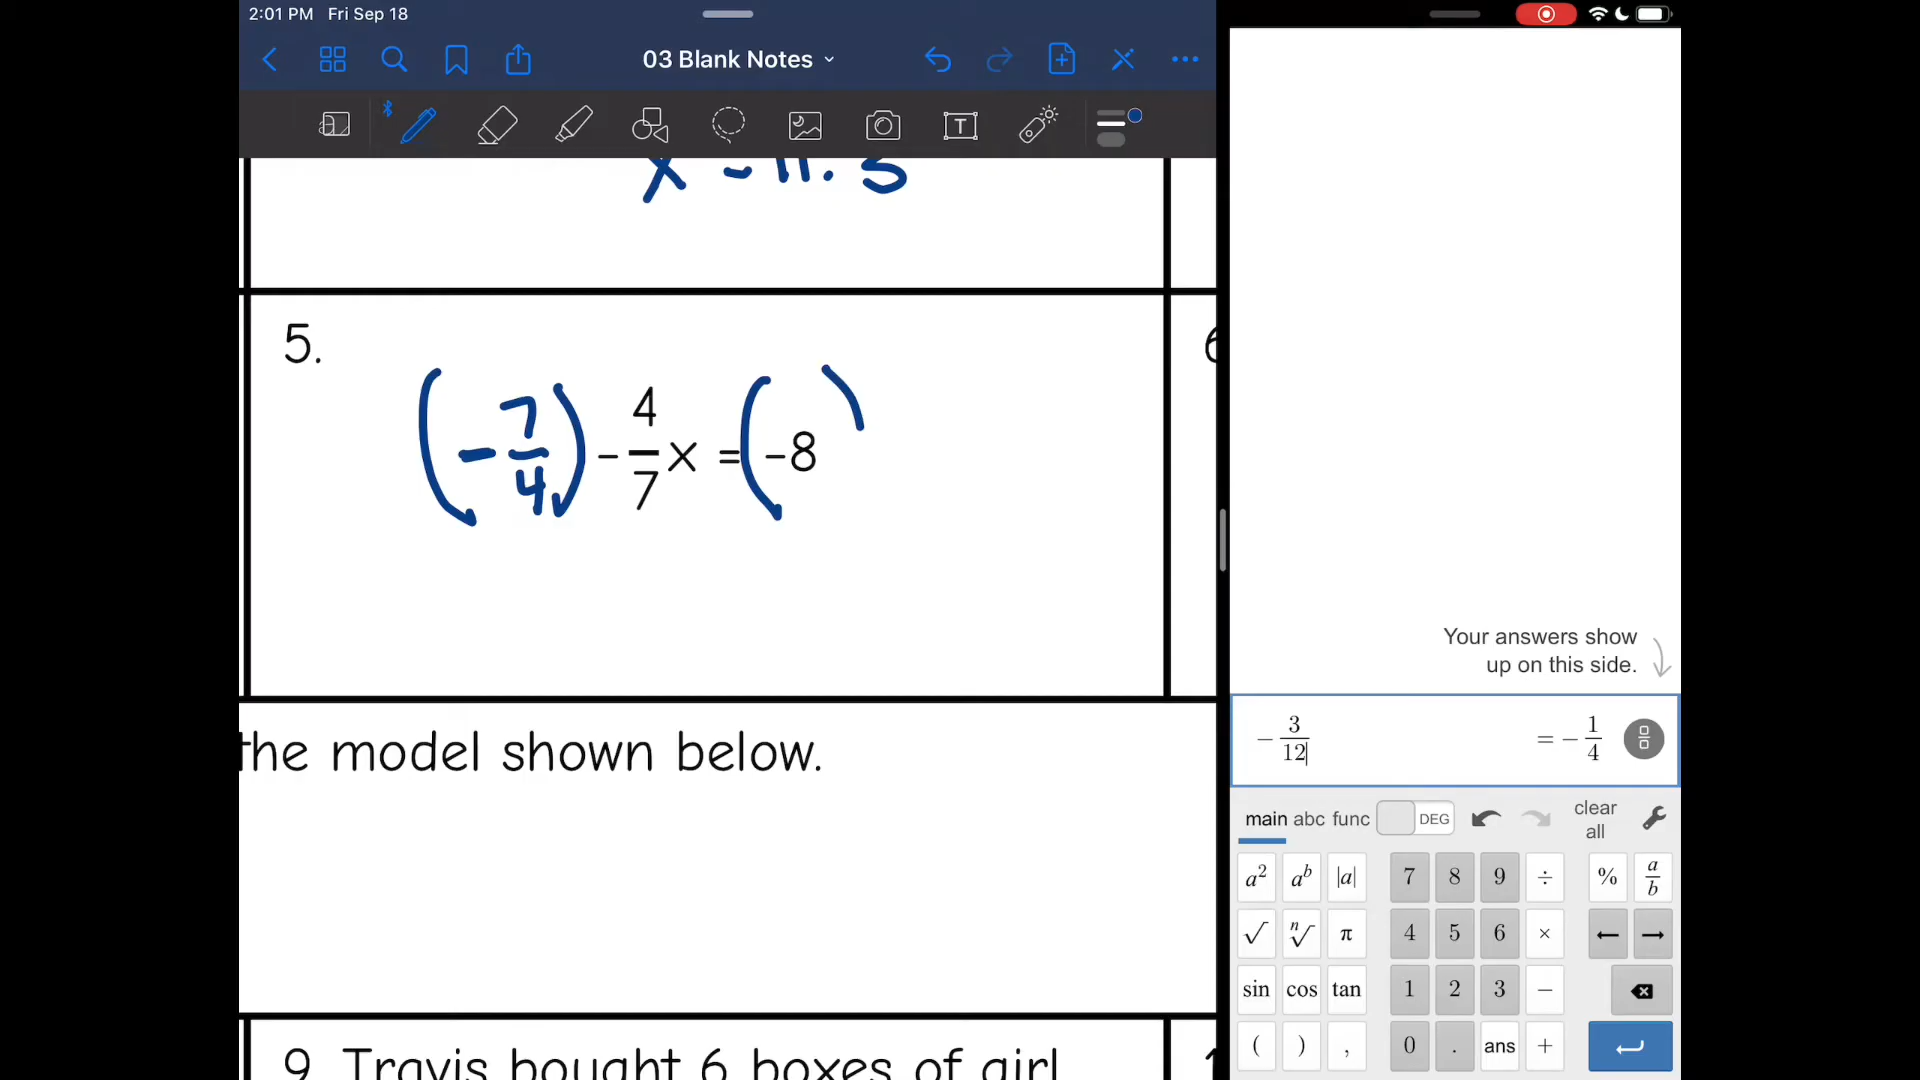 2:01 PM Fri Sep 18
03 Blank Notes
T
x = 11.5
5.
(-7/4) -4/7 x = (-8)
the model shown below.
9. Travis bought 6 boxes of girl
Your answers show
up on this side.
-3/12 = -1/4
main abc func DEG clear all
a² aᵇ |a| 7 8 9 ÷ % a/b
√ ⁿ√ π 4 5 6 × ← →
sin cos tan 1 2 3 −
( ) , 0 . ans +